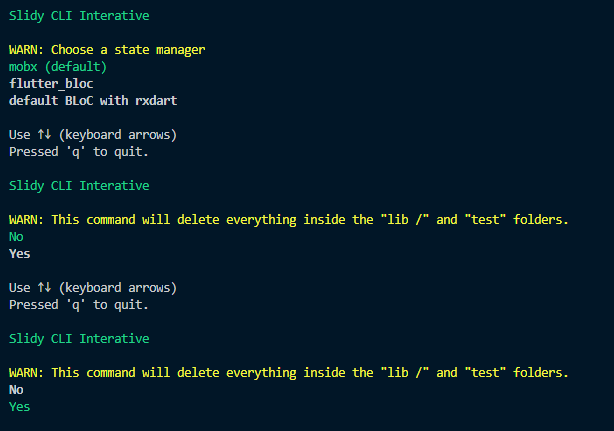 Slidy CLI Interative
WARN: Choose a state manager
mobx (default)
flutter_bloc
default BLoC with rxdart
Use ↑↓ (keyboard arrows)
Pressed 'q' to quit.
Slidy CLI Interative
WARN: This command will delete everything inside the "lib /" and "test" folders.
No
Yes
Use ↑↓ (keyboard arrows)
Pressed 'q' to quit.
Slidy CLI Interative
WARN: This command will delete everything inside the "lib /" and "test" folders.
No
Yes